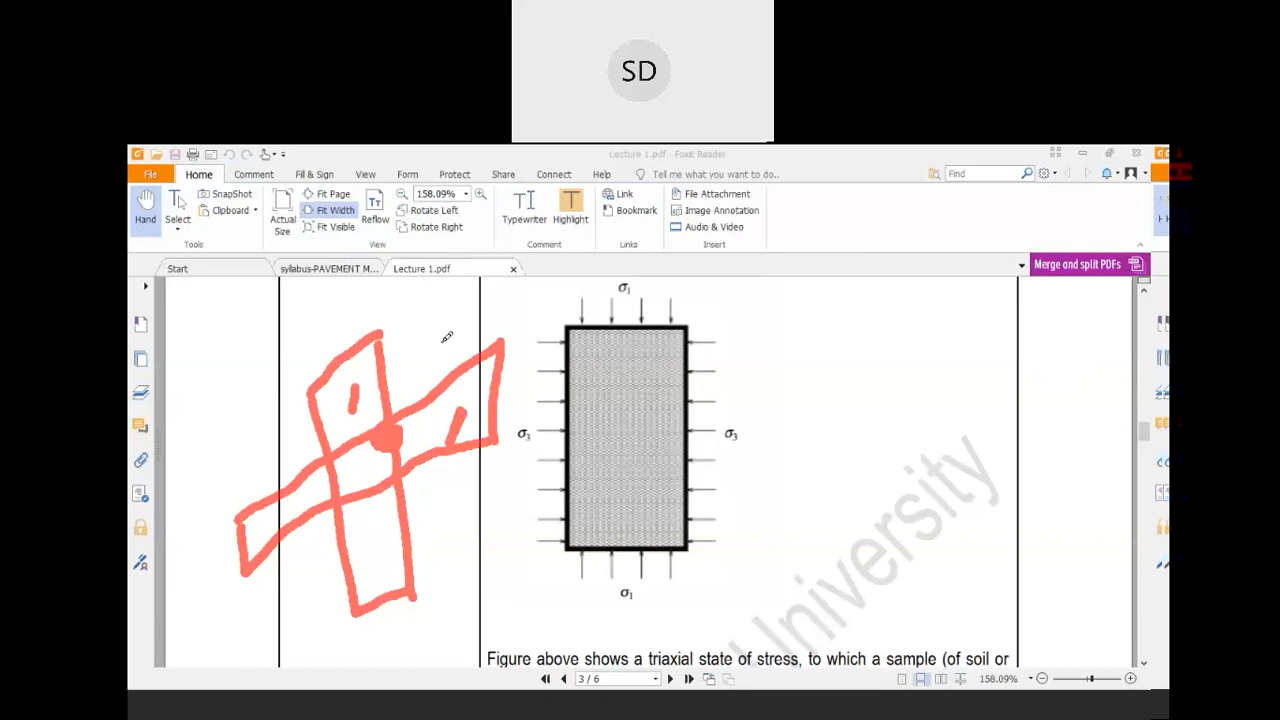 SD
Lecture 1.pdf - Foxit Reader
File Home Comment Fill & Sign View Form Protect Share Connect Help Tell me what you want to do.. Find
Hand Select SnapShot Clipboard Actual Size Fit Page Fit Width Fit Visible Reflow 158.09% Rotate Left Rotate Right Typewriter Highlight Link Bookmark File Attachment Image Annotation Audio & Video
Tools View Comment Links Insert
Start syllabus-PAVEMENT M... Lecture 1.pdf Merge and split PDFs
σ1
σ3 σ3
σ1
University
Figure above shows a triaxial state of stress, to which a sample (of soil or
3 / 6 158.09%